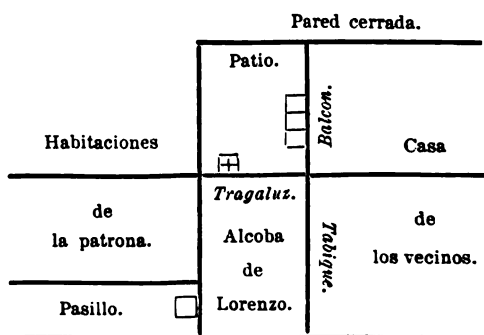 Pared cerrada.
Patio.
Balcon.
Habitaciones
Casa
Tragaluz.
de
la patrona.
Alcoba
de
Lorenzo.
Tabique.
de
los vecinos.
Pasillo.